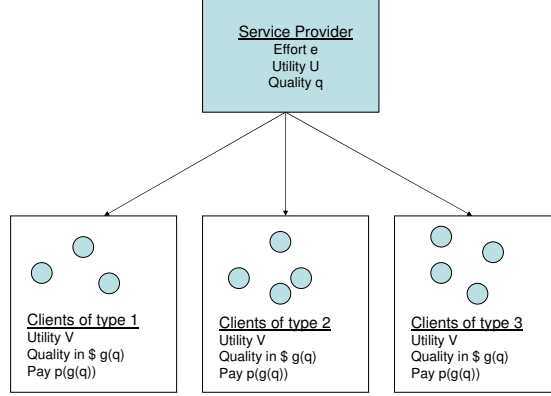 Service Provider
Effort e
Utility U
Quality q
Clients of type 1
Utility V
Quality in $ g(q)
Pay p(g(q))
Clients of type 2
Utility V
Quality in $ g(q)
Pay p(g(q))
Clients of type 3
Utility V
Quality in $ g(q)
Pay p(g(q))